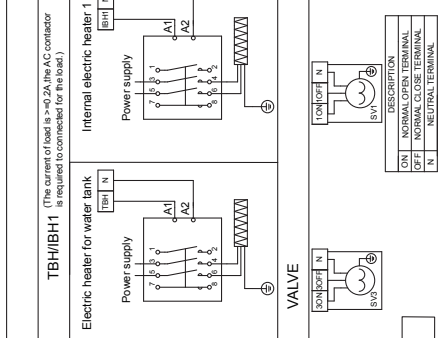 TBH/IBH1 (The current of load is >=0.2A,the AC contactor
is required to connected for the load.)
Electric heater for water tank
TBH N
Power supply
A1
A2
1
3
5
7
2
4
6
8
Internal electric heater 1
IBH1
Power supply
A1
A2
1
3
5
7
2
4
6
8
VALVE
3ON 3OFF N
SV3
1ON 1OFF N
SV1
DESCRIPTION
ON NORMAL OPEN TERMINAL
OFF NORMAL CLOSE TERMINAL
N NEUTRAL TERMINAL